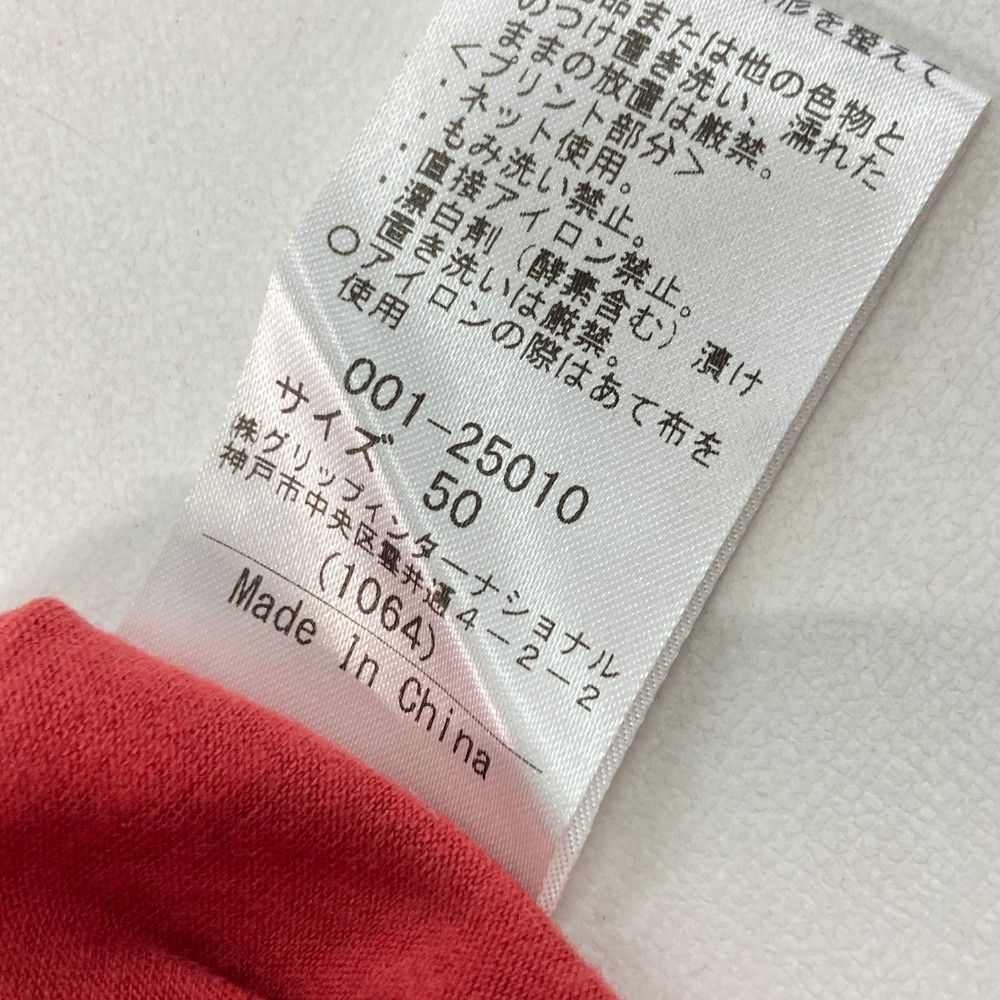 形を整えて
品または他の色物と
のつけ置き洗い、濡れた
ままの放置は厳禁。
<プリント部分>
・ネット使用。
・もみ洗い禁止。
・直接アイロン禁止。
・漂白剤(酵素含む)漬け
置き洗いは厳禁。
○アイロンの際はあて布を
使用
001-25010
サイズ 50
㈱グリップインターナショナル
神戸市中央区雲井通4-2-2
(1064)
Made In China